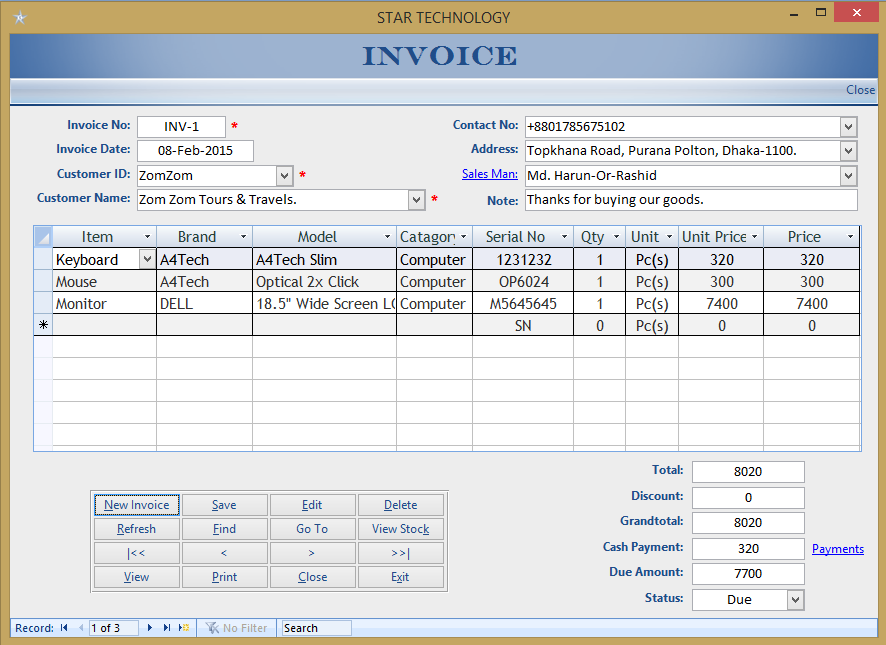 STAR TECHNOLOGY
INVOICE
Close
Invoice No: INV-1 * Contact No: +8801785675102
Invoice Date: 08-Feb-2015 Address: Topkhana Road, Purana Polton, Dhaka-1100.
Customer ID: ZomZom * Sales Man: Md. Harun-Or-Rashid
Customer Name: Zom Zom Tours & Travels. * Note: Thanks for buying our goods.
Item Brand Model Catagory Serial No Qty Unit Unit Price Price
Keyboard A4Tech A4Tech Slim Computer 1231232 1 Pc(s) 320 320
Mouse A4Tech Optical 2x Click Computer OP6024 1 Pc(s) 300 300
Monitor DELL 18.5" Wide Screen LC Computer M5645645 1 Pc(s) 7400 7400
* SN 0 Pc(s) 0 0
Total: 8020
Discount: 0
Grandtotal: 8020
Cash Payment: 320 Payments
Due Amount: 7700
Status: Due
New Invoice Save Edit Delete
Refresh Find Go To View Stock
|<< < > >>|
View Print Close Exit
Record: 1 of 3 No Filter Search